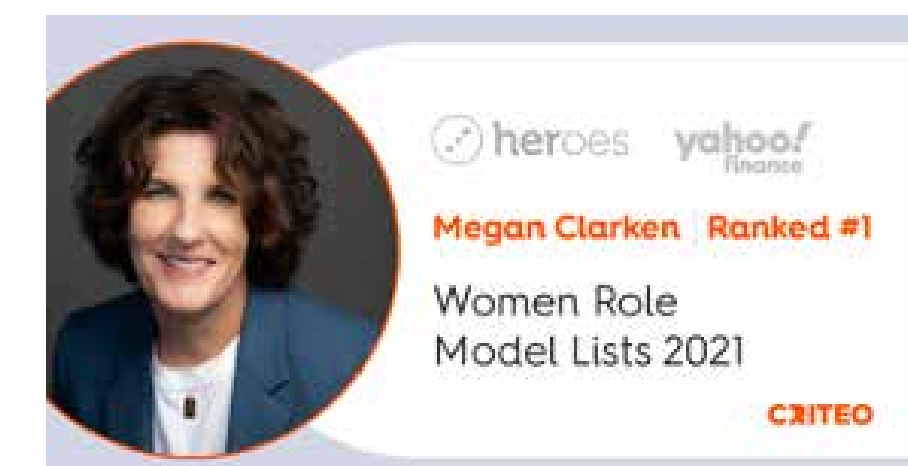 heroes yahoo!
finance
Megan Clarken | Ranked #1
Women Role
Model Lists 2021
CRITEO